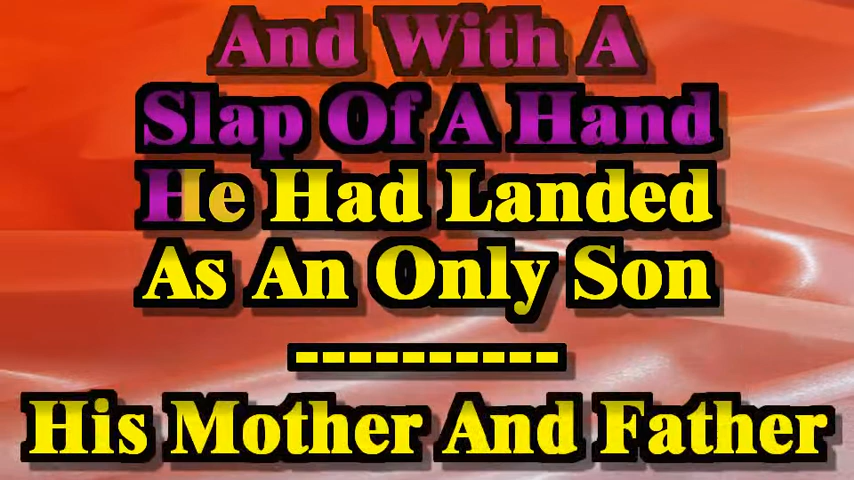 And With A
Slap Of A Hand
He Had Landed
As An Only Son
----------
His Mother And Father